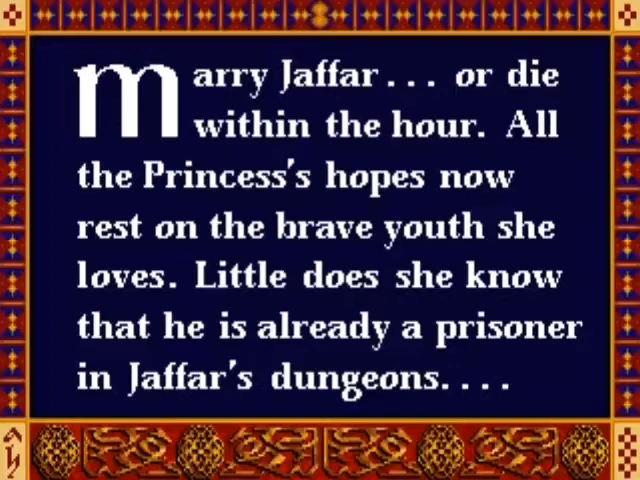 Marry Jaffar... or die
within the hour. All
the Princess's hopes now
rest on the brave youth she
loves. Little does she know
that he is already a prisoner
in Jaffar's dungeons....